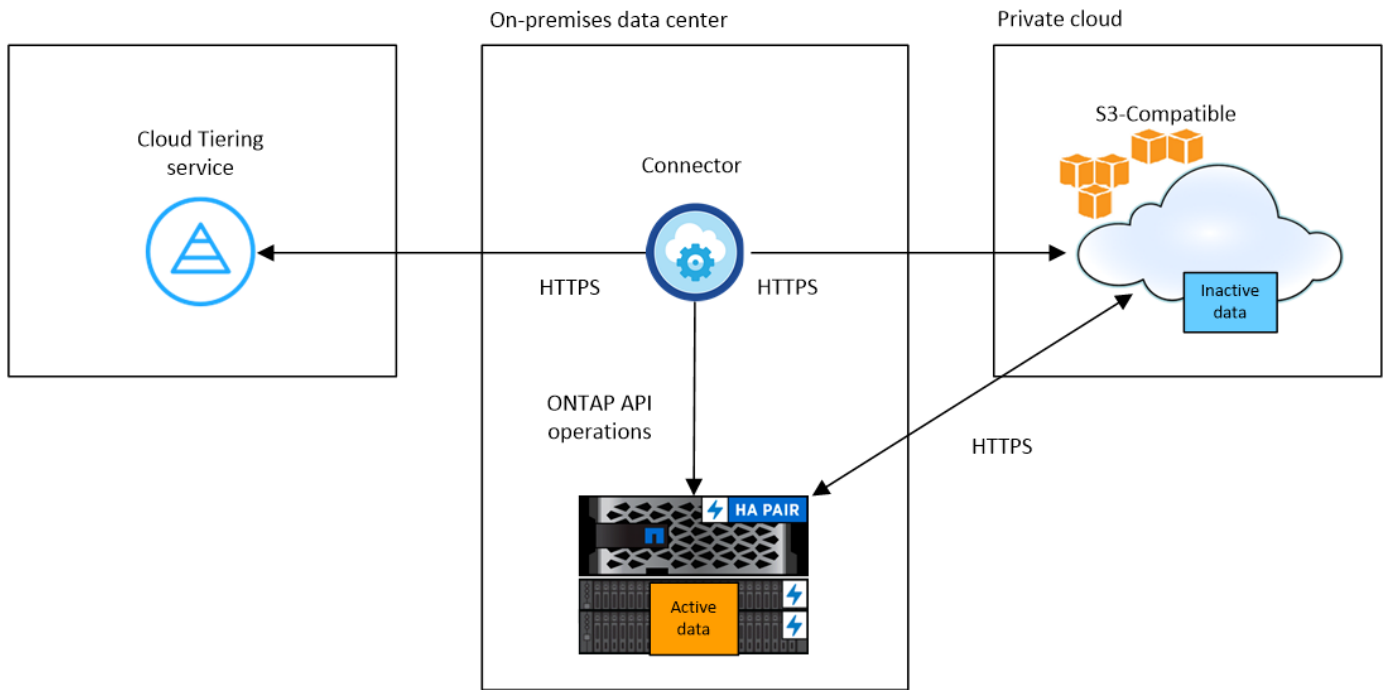 On-premises data center
Private cloud
Cloud Tiering
service
Connector
S3-Compatible
HTTPS
HTTPS
Inactive
data
ONTAP API
operations
HTTPS
HA PAIR
Active
data